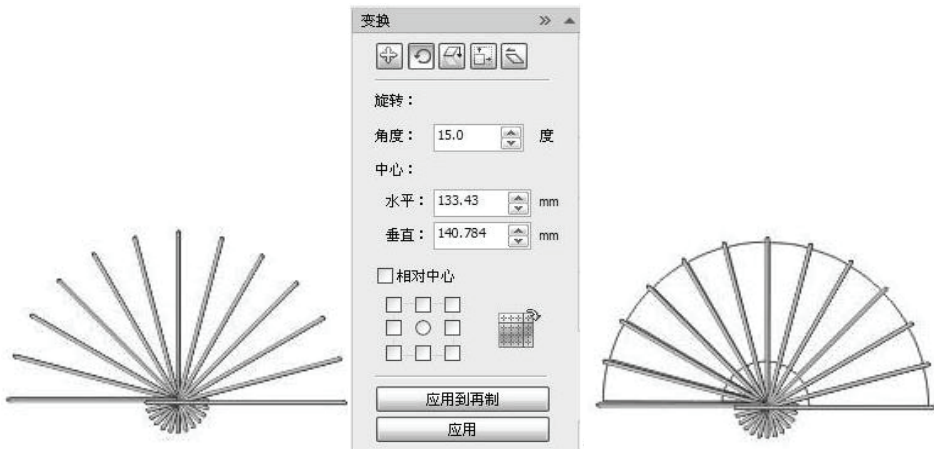 变换
旋转：
角度： 15.0 度
中心：
水平： 133.43 mm
垂直： 140.784 mm
相对中心
应用到再制
应用